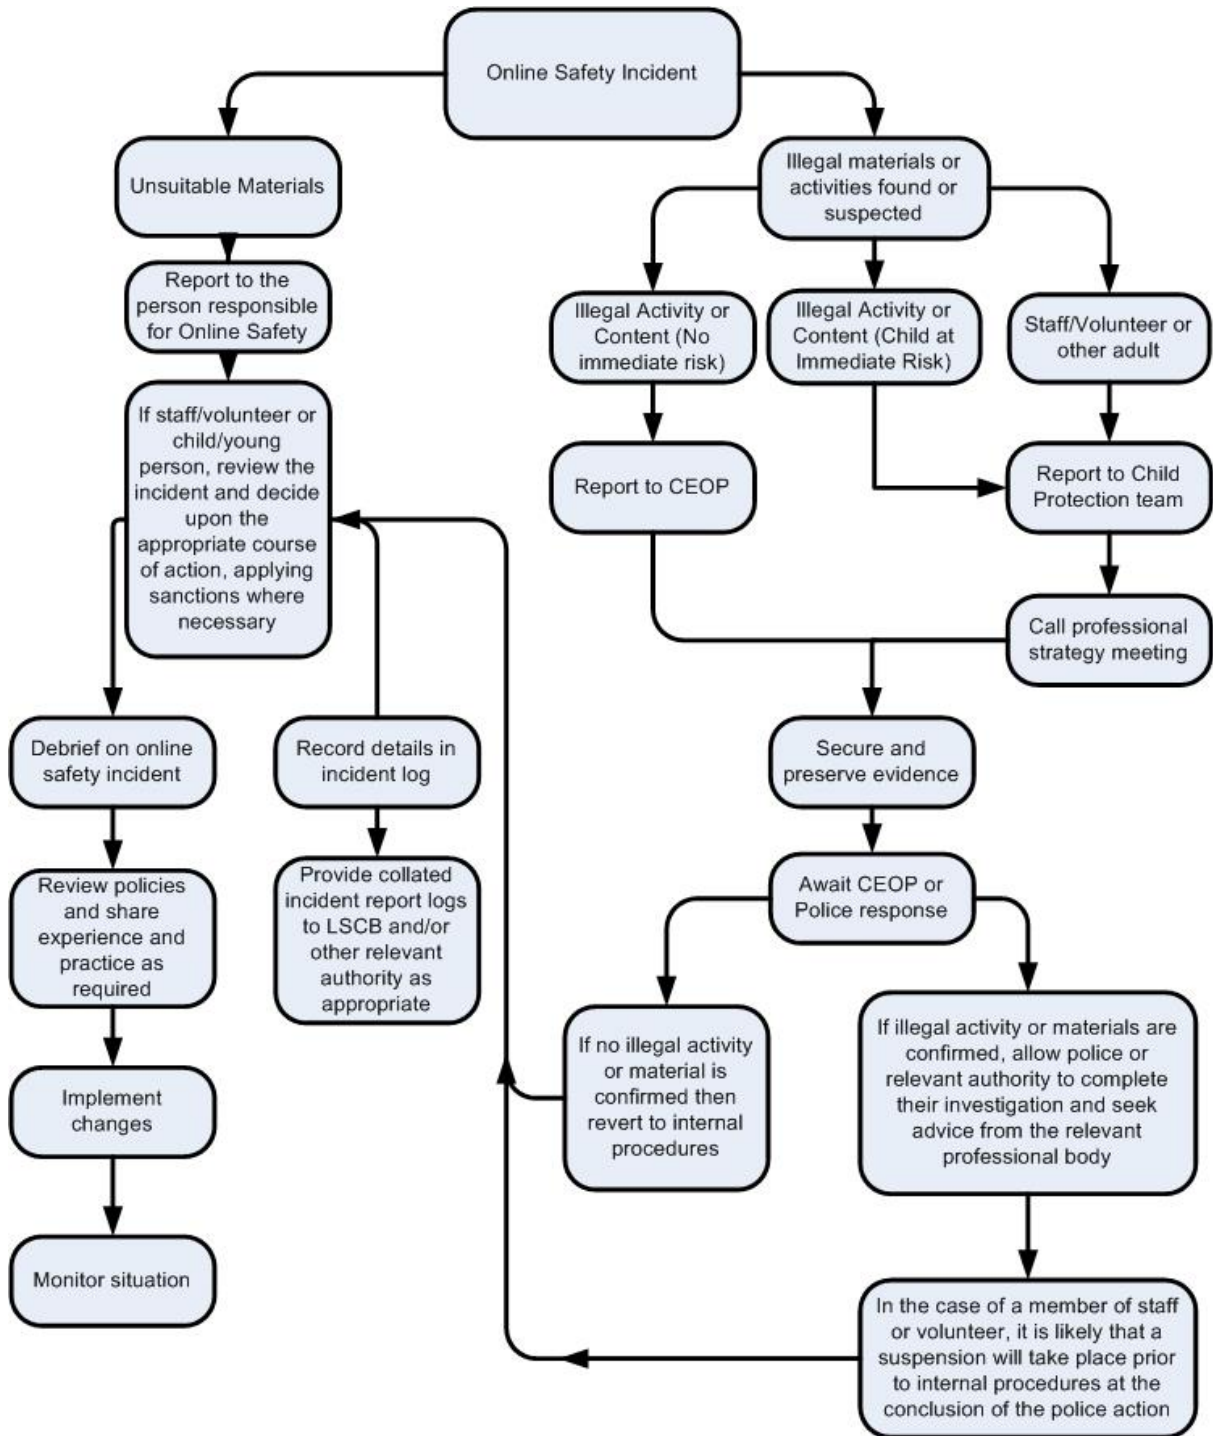 Online Safety Incident
Unsuitable Materials
Report to the
person responsible
for Online Safety
If staff/volunteer or
child/young
person, review the
incident and decide
upon the
appropriate course
of action, applying
sanctions where
necessary
Debrief on online
safety incident
Review policies
and share
experience and
practice as
required
Implement
changes
Monitor situation
Record details in
incident log
Provide collated
incident report logs
to LSCB and/or
other relevant
authority as
appropriate
Illegal materials or
activities found or
suspected
Illegal Activity or
Content (No
immediate risk)
Illegal Activity or
Content (Child at
Immediate Risk)
Staff/Volunteer or
other adult
Report to CEOP
Report to Child
Protection team
Call professional
strategy meeting
Secure and
preserve evidence
Await CEOP or
Police response
If no illegal activity
or material is
confirmed then
revert to internal
procedures
If illegal activity or materials are
confirmed, allow police or
relevant authority to complete
their investigation and seek
advice from the relevant
professional body
In the case of a member of staff
or volunteer, it is likely that a
suspension will take place prior
to internal procedures at the
conclusion of the police action